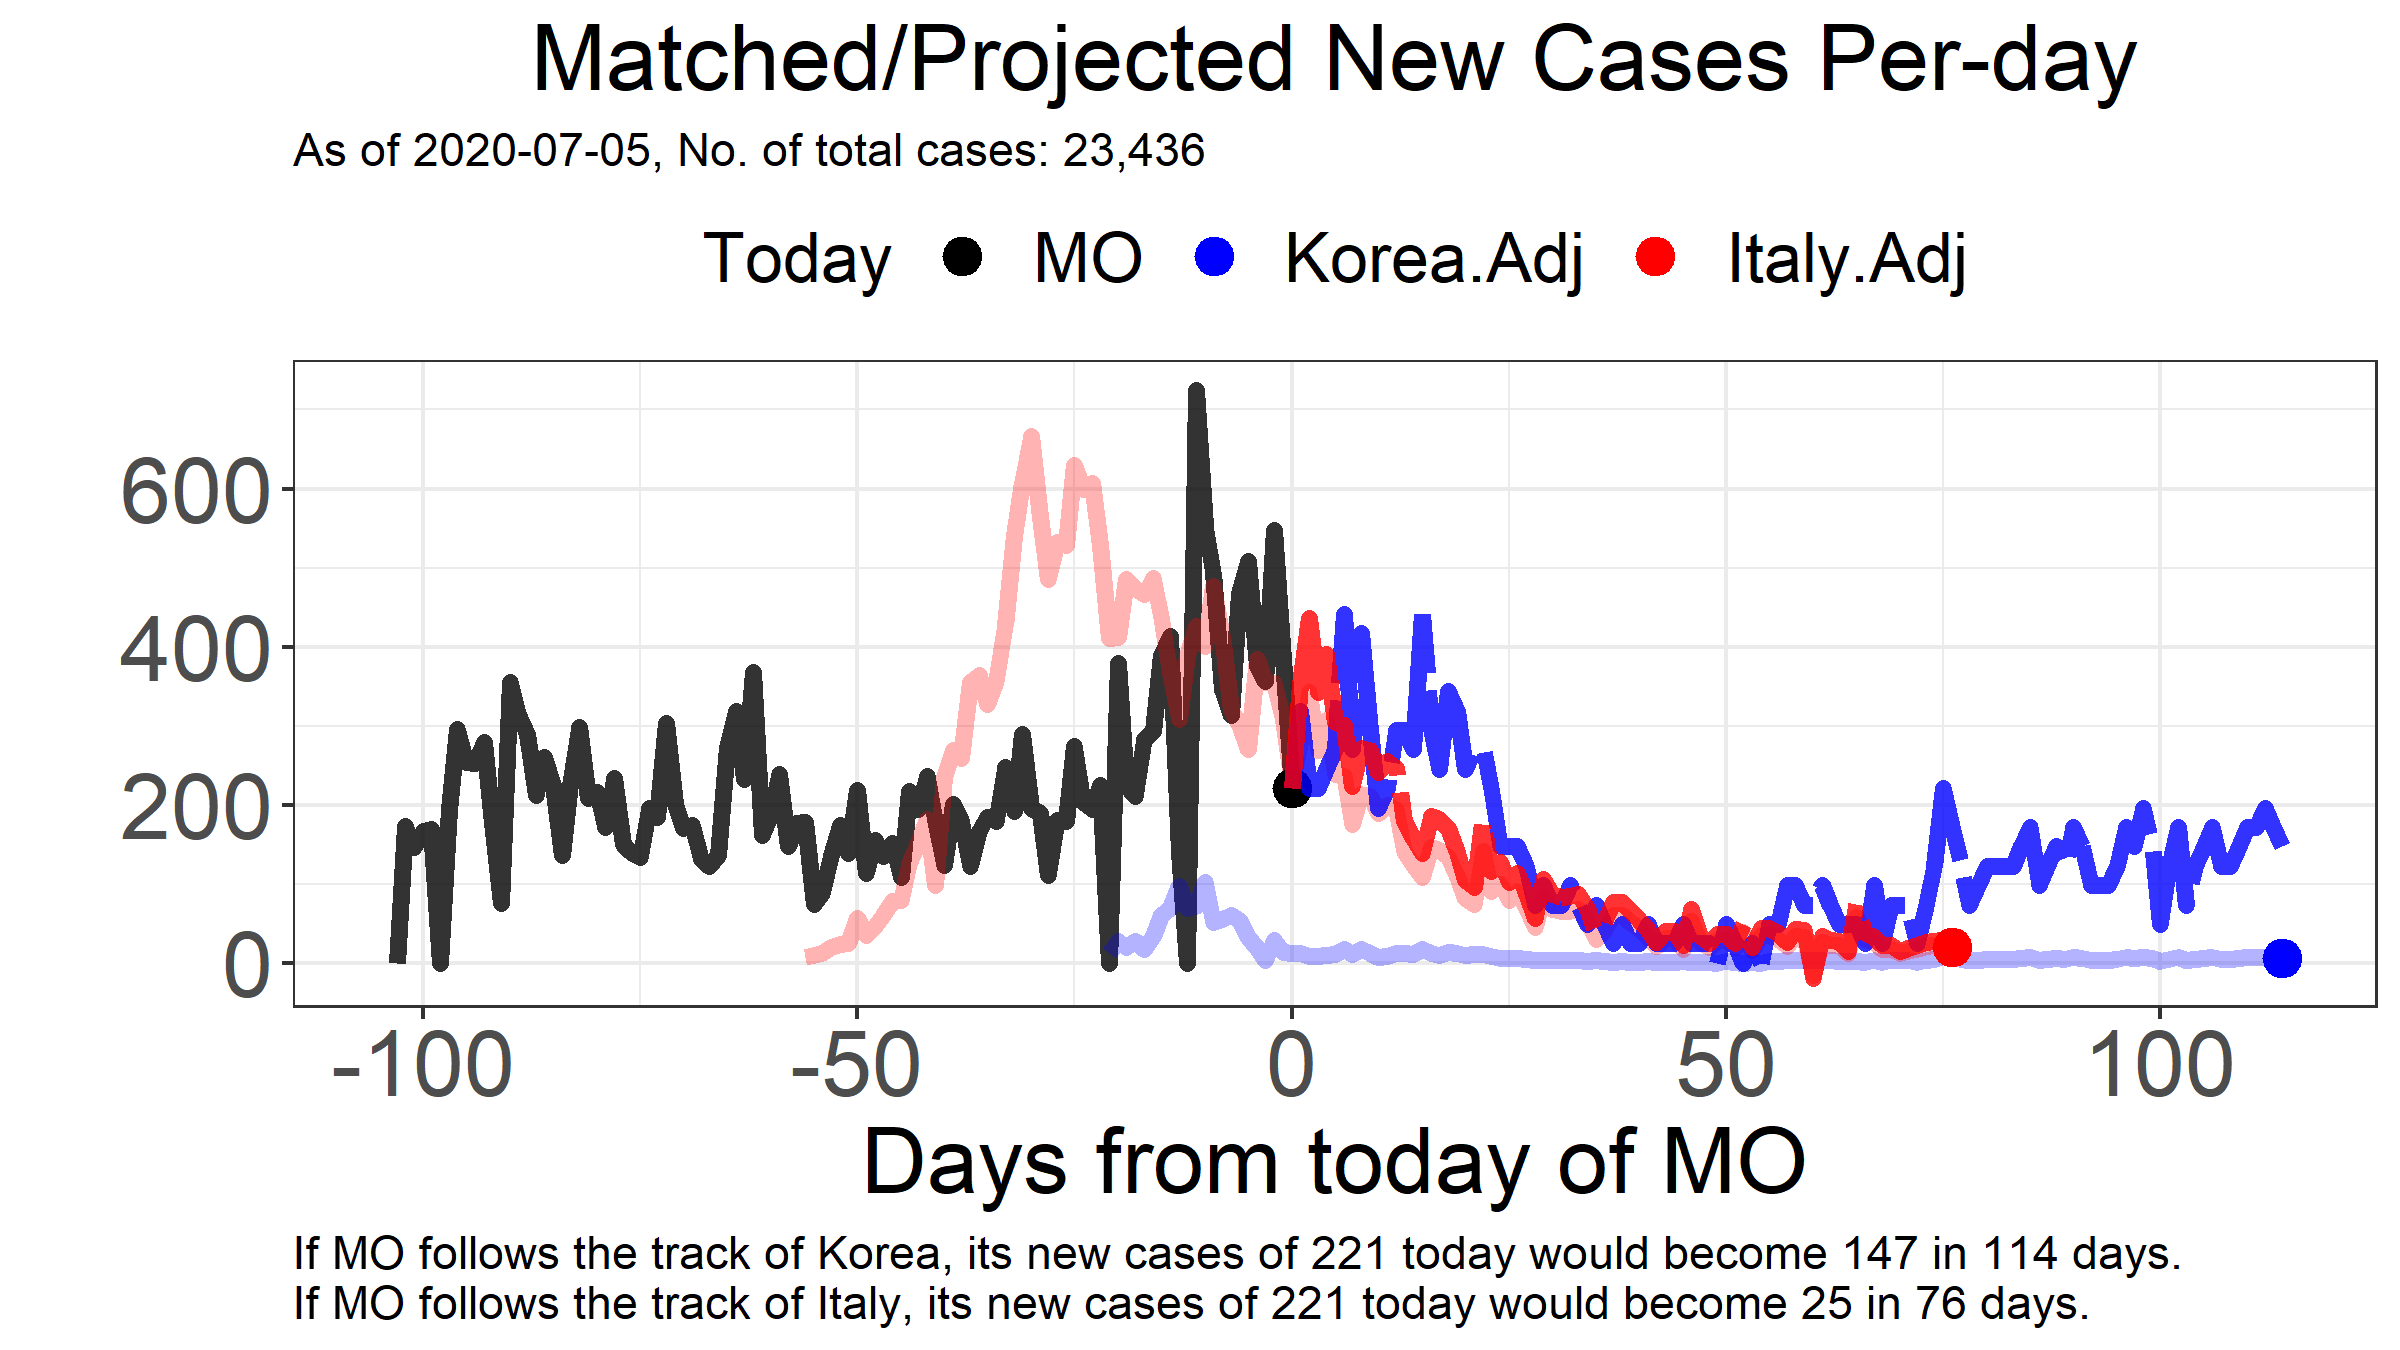 Matched/Projected New Cases Per-day
As of 2020-07-05, No. of total cases: 23,436
Today MO Korea.Adj Italy.Adj
600
400
200
0
-100 -50 0 50 100
Days from today of MO
If MO follows the track of Korea, its new cases of 221 today would become 147 in 114 days.
If MO follows the track of Italy, its new cases of 221 today would become 25 in 76 days.